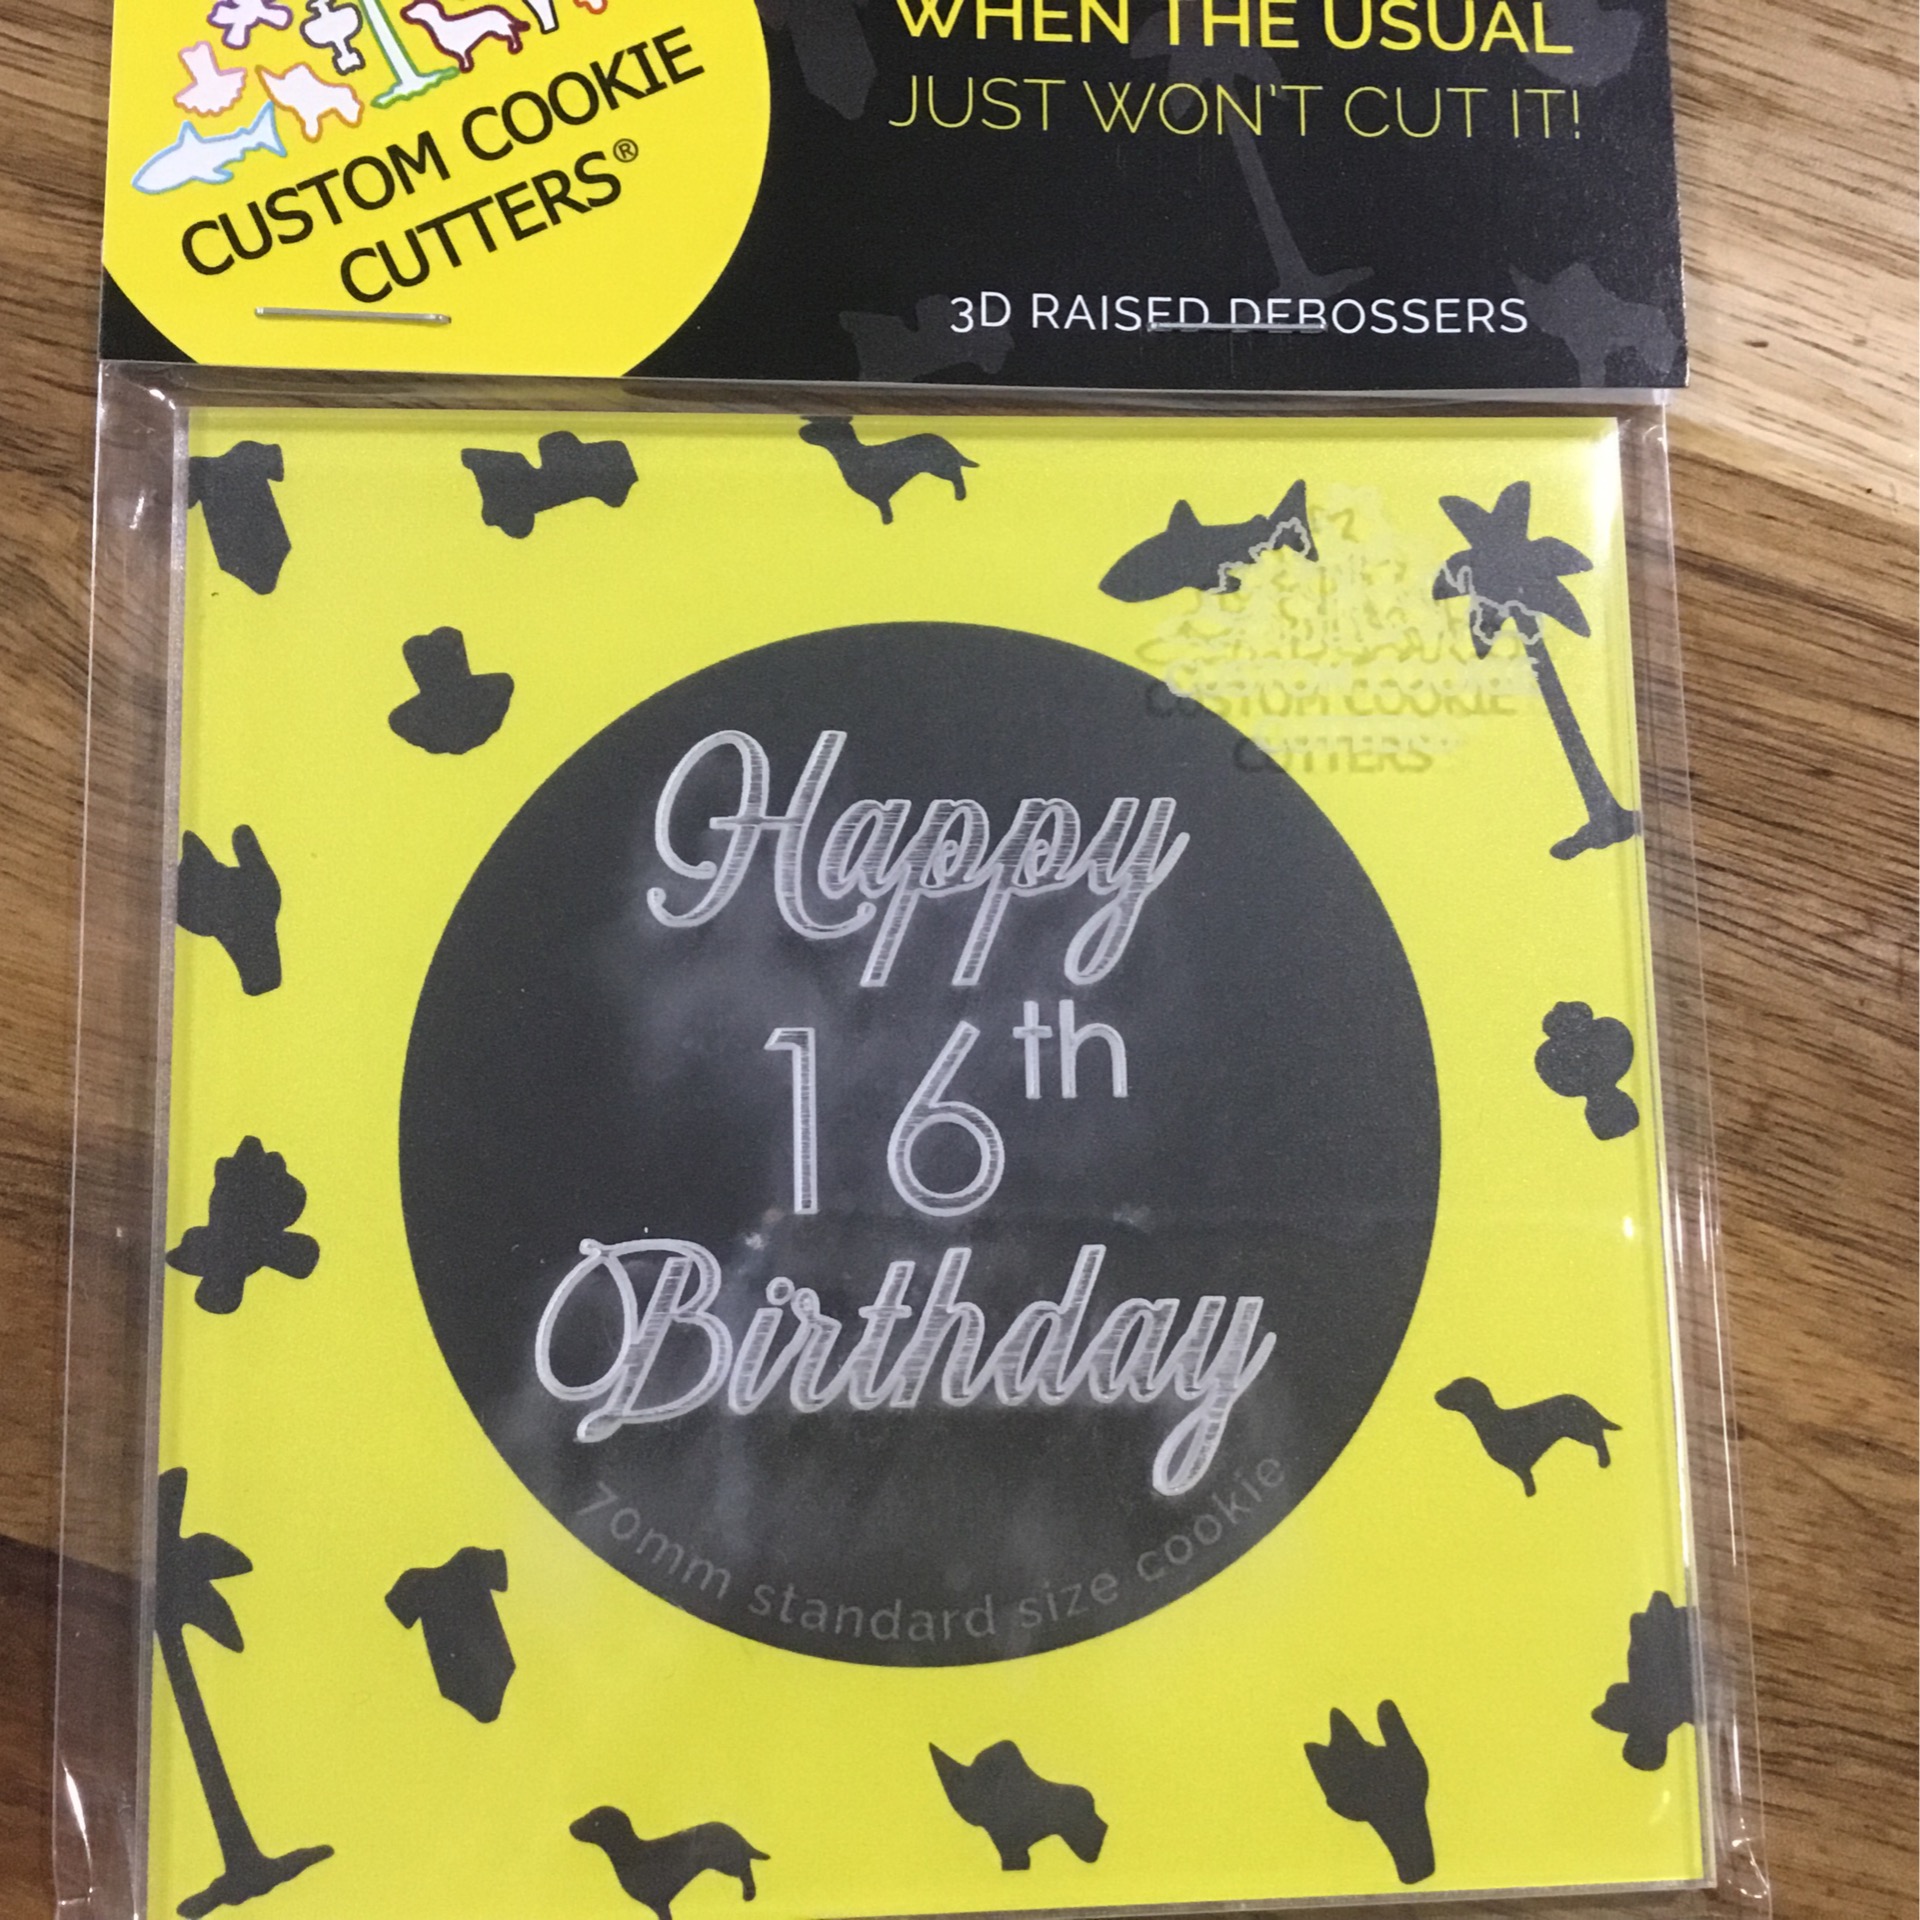 CUSTOM COOKIE
CUTTERS®
WHEN THE USUAL
JUST WON'T CUT IT!
3D RAISED DEBOSSERS
CUSTOM COOKIE
CUTTERS
Happy
16th
Birthday
70mm standard size cookie